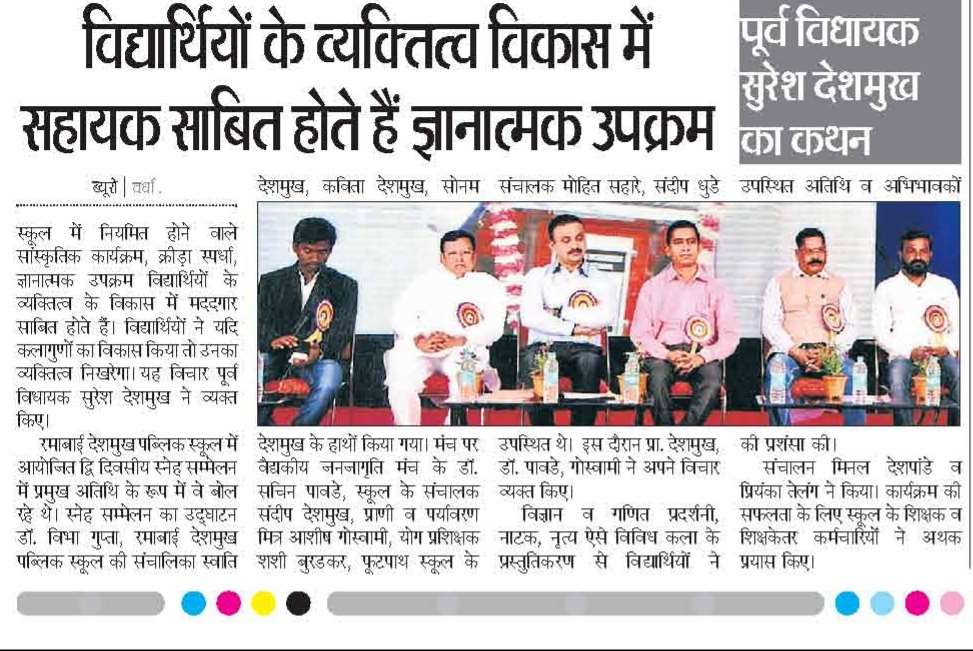 विद्यार्थियों के व्यक्तित्व विकास में
सहायक साबित होते हैं ज्ञानात्मक उपक्रम
पूर्व विधायक
सुरेश देशमुख
का कथन
ब्यूरो | वर्धा.
स्कूल में नियमित होने वाले
सांस्कृतिक कार्यक्रम, क्रीड़ा स्पर्धा,
ज्ञानात्मक उपक्रम विद्यार्थियों के
व्यक्तित्व के विकास में मददगार
साबित होते हैं। विद्यार्थियों ने यदि
कलागुणों का विकास किया तो उनका
व्यक्तित्व निखरेगा। यह विचार पूर्व
विधायक सुरेश देशमुख ने व्यक्त
किए।
रमाबाई देशमुख पब्लिक स्कूल में
आयोजित द्वि दिवसीय स्नेह सम्मेलन
में प्रमुख अतिथि के रूप में वे बोल
रहे थे। स्नेह सम्मेलन का उद्घाटन
डॉ. विभा गुप्ता, रमाबाई देशमुख
पब्लिक स्कूल की संचालिका स्वाति
देशमुख, कविता देशमुख, सोनम
देशमुख के हाथों किया गया। मंच पर
वैद्यकीय जनजागृति मंच के डॉ.
सचिन पावडे, स्कूल के संचालक
संदीप देशमुख, प्राणी व पर्यावरण
मित्र आशीष गोस्वामी, योग प्रशिक्षक
शशी बुरडकर, फूटपाथ स्कूल के
संचालक मोहित सहारे, संदीप धुडे
उपस्थित थे। इस दौरान प्रा. देशमुख,
डॉ. पावडे, गोस्वामी ने अपने विचार
व्यक्त किए।
विज्ञान व गणित प्रदर्शनी,
नाटक, नृत्य ऐसे विविध कला के
प्रस्तुतिकरण से विद्यार्थियों ने
उपस्थित अतिथि व अभिभावकों
की प्रशंसा की।
संचालन मिनल देशपांडे व
प्रियंका तेलंग ने किया। कार्यक्रम की
सफलता के लिए स्कूल के शिक्षक व
शिक्षकेतर कर्मचारियों ने अथक
प्रयास किए।